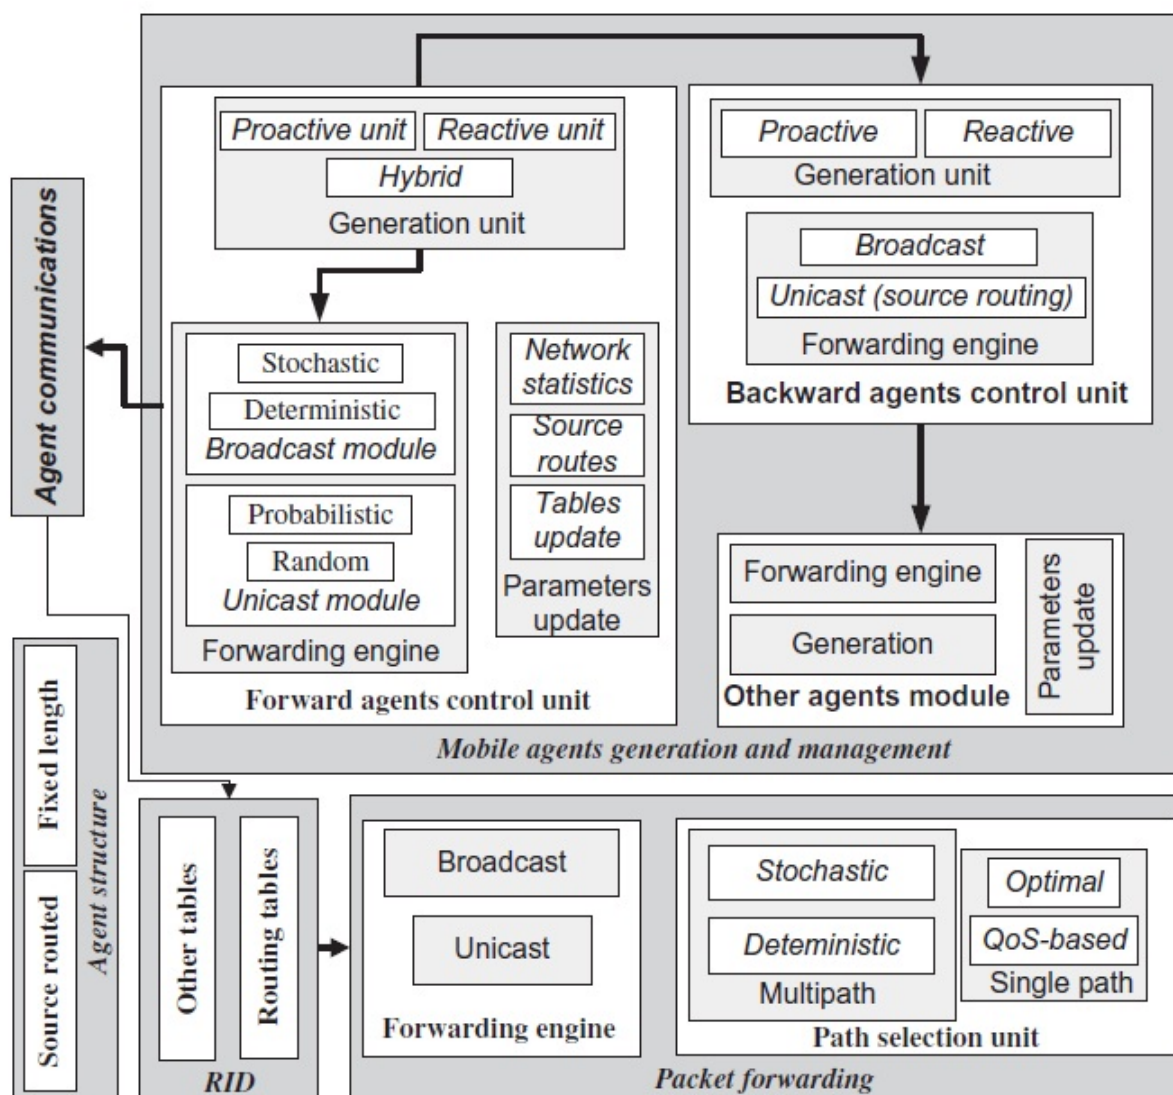 Proactive unit
Reactive unit
Hybrid
Generation unit
Proactive
Reactive
Generation unit
Broadcast
Unicast (source routing)
Forwarding engine
Backward agents control unit
Agent communications
Stochastic
Deterministic
Broadcast module
Probabilistic
Random
Unicast module
Forwarding engine
Network
statistics
Source
routes
Tables
update
Parameters
update
Forward agents control unit
Forwarding engine
Generation
Other agents module
Parameters
update
Mobile agents generation and management
Fixed length
Source routed
Agent structure
Other tables
Routing tables
RID
Broadcast
Unicast
Forwarding engine
Stochastic
Deteministic
Multipath
Optimal
QoS-based
Single path
Path selection unit
Packet forwarding